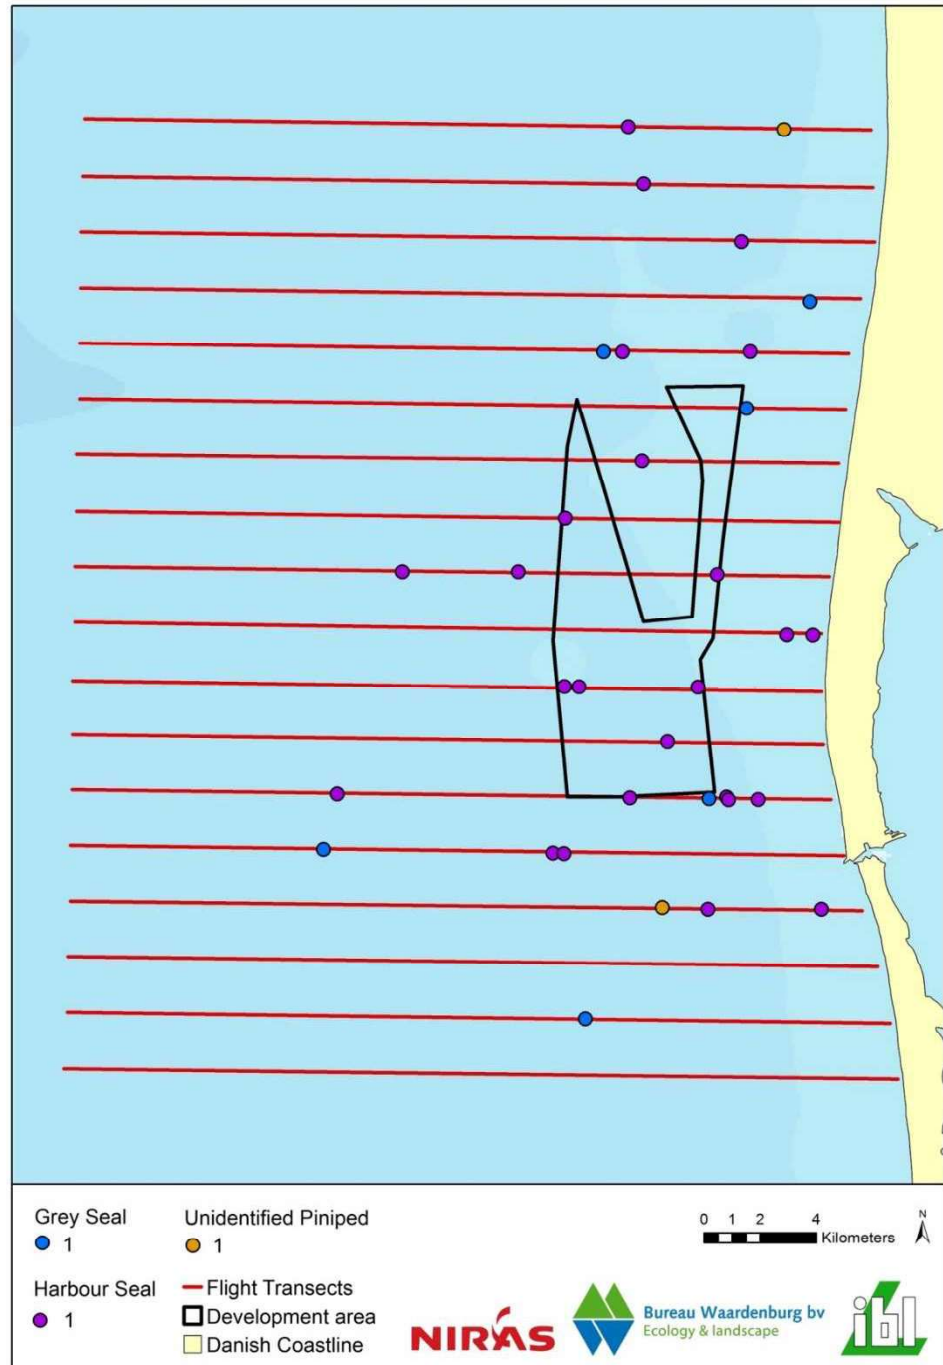 Grey Seal
1
Unidentified Piniped
1
Harbour Seal
1
Flight Transects
Development area
Danish Coastline
0 1 2 4
Kilometers
N
NIRAS
Bureau Waardenburg bv
Ecology & landscape
ibl